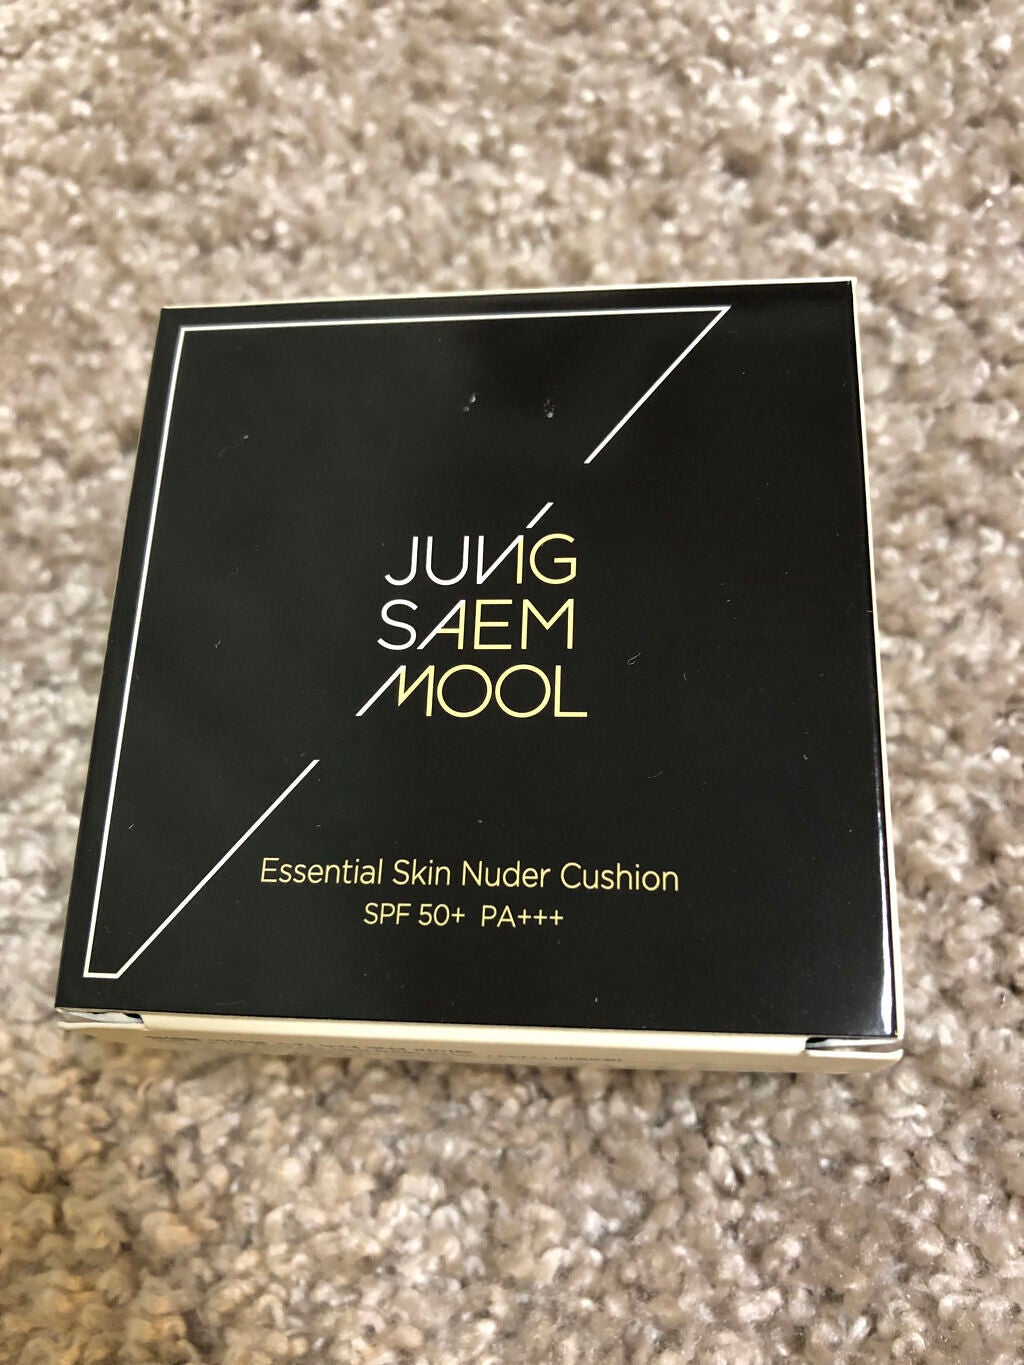 JUNG
SAEM
MOOL
Essential Skin Nuder Cushion
SPF 50+ PA+++